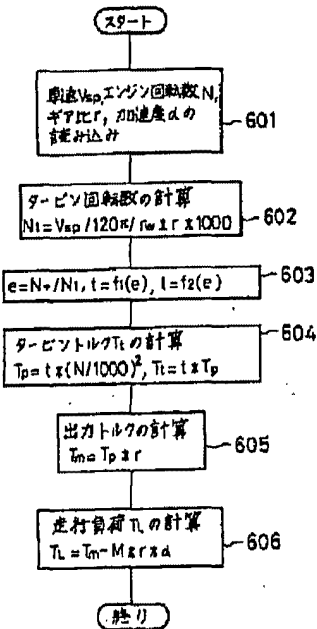 スタート
車速Vsp,エンジン回転数N,
ギア比r,加速度αの
読み込み
601
タービン回転数の計算
Nt=Vsp/120π/rw*r*1000
602
e=N+/Nt, t=f1(e), l=f2(e)
603
604
タービントルクTtの計算
Tp=t*(N/1000)², Tt=t*Tp
出力トルクの計算
Tm=Tp*r
605
走行負荷TLの計算
TL=Tm-M*r*α
606
終り